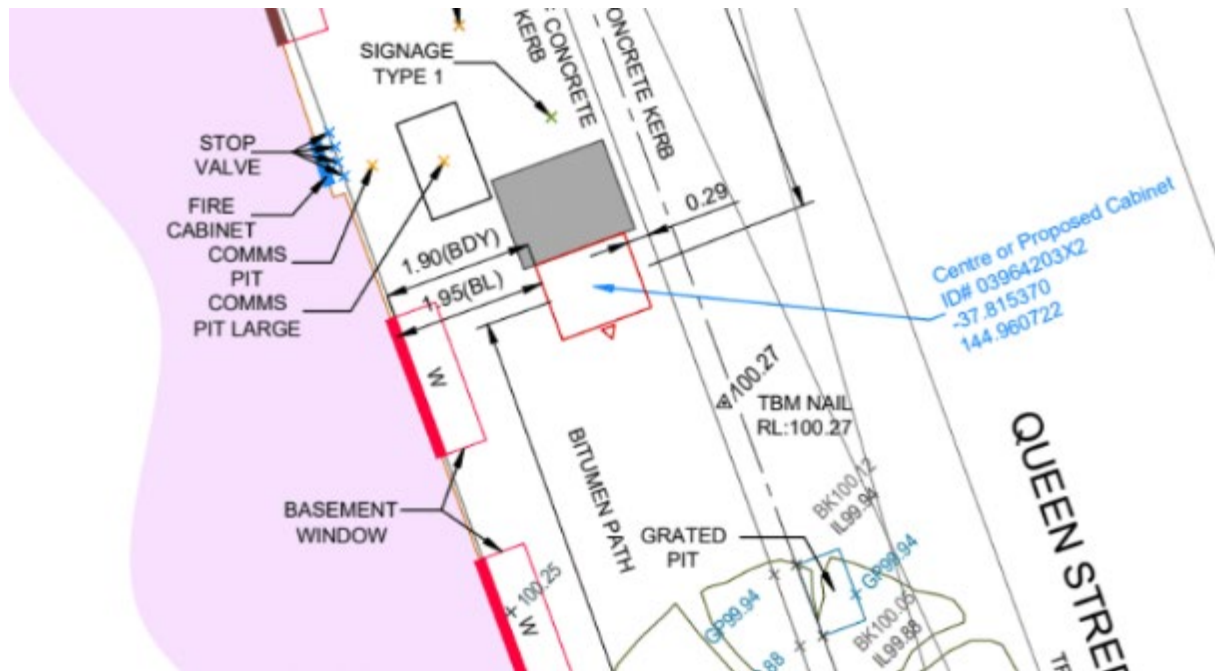 SIGNAGE
TYPE 1
CONCRETE
KERB
CONCRETE KERB
STOP
VALVE
FIRE
CABINET
COMMS
PIT
COMMS
PIT LARGE
1.90(BDY)
1.95(BL)
0.29
Centre or Proposed Cabinet
ID# 03964203X2
-37.815370
144.960722
W
100.27
TBM NAIL
RL:100.27
BITUMEN PATH
BASEMENT
WINDOW
GRATED
PIT
BK100.12
IL99.94
GP99.94
GP99.94
BK100.05
IL99.88
88
100.25
W
QUEEN STREE